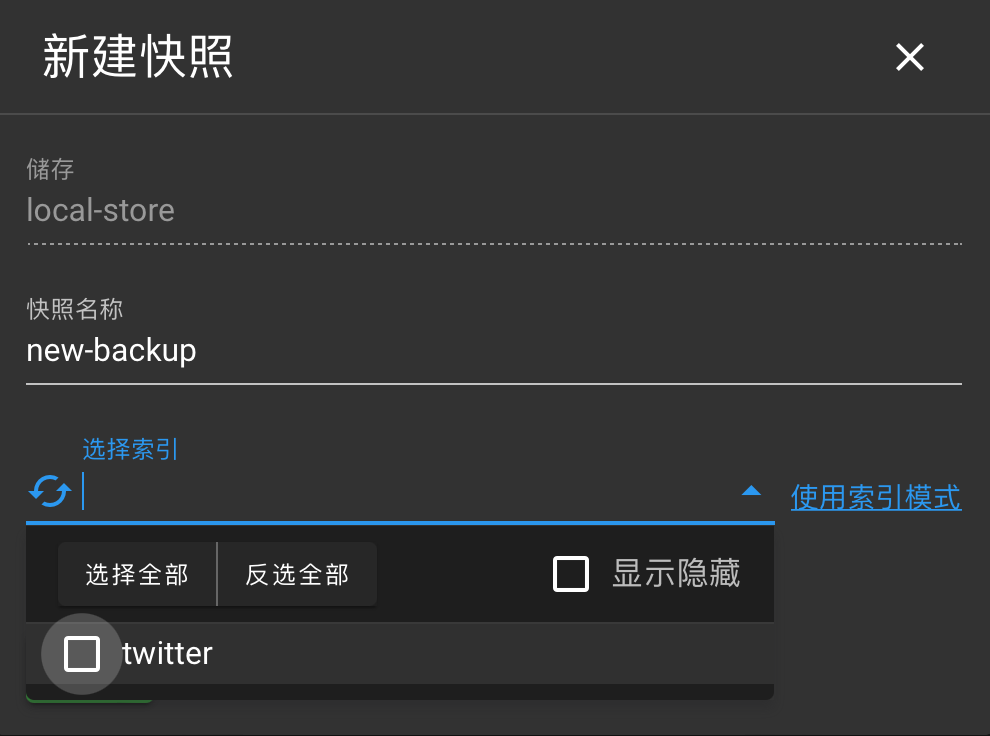 新建快照
储存
local-store
快照名称
new-backup
选择索引
使用索引模式
选择全部 反选全部 显示隐藏
twitter